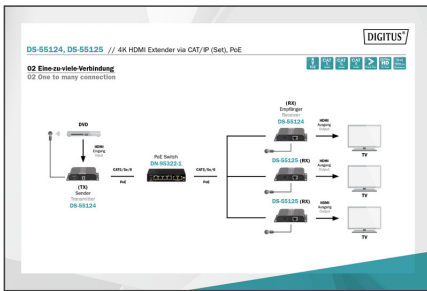 DIGITUS®
DS-55124, DS-55125 // 4K HDMI Extender via CAT/IP (Set), PoE
02 Eine-zu-viele-Verbindung
02 One to many connection
DVD
HDMI
Eingang
Input
(TX)
Sender
Transmitter
DS-55124
CAT5/5e/6
PoE
PoE Switch
DN-95322-1
CAT5/5e/6
PoE
(RX)
Empfänger
Receiver
DS-55124
HDMI
Ausgang
Output
TV
DS-55125 (RX)
HDMI
Ausgang
Output
TV
DS-55125 (RX)
HDMI
Ausgang
Output
TV